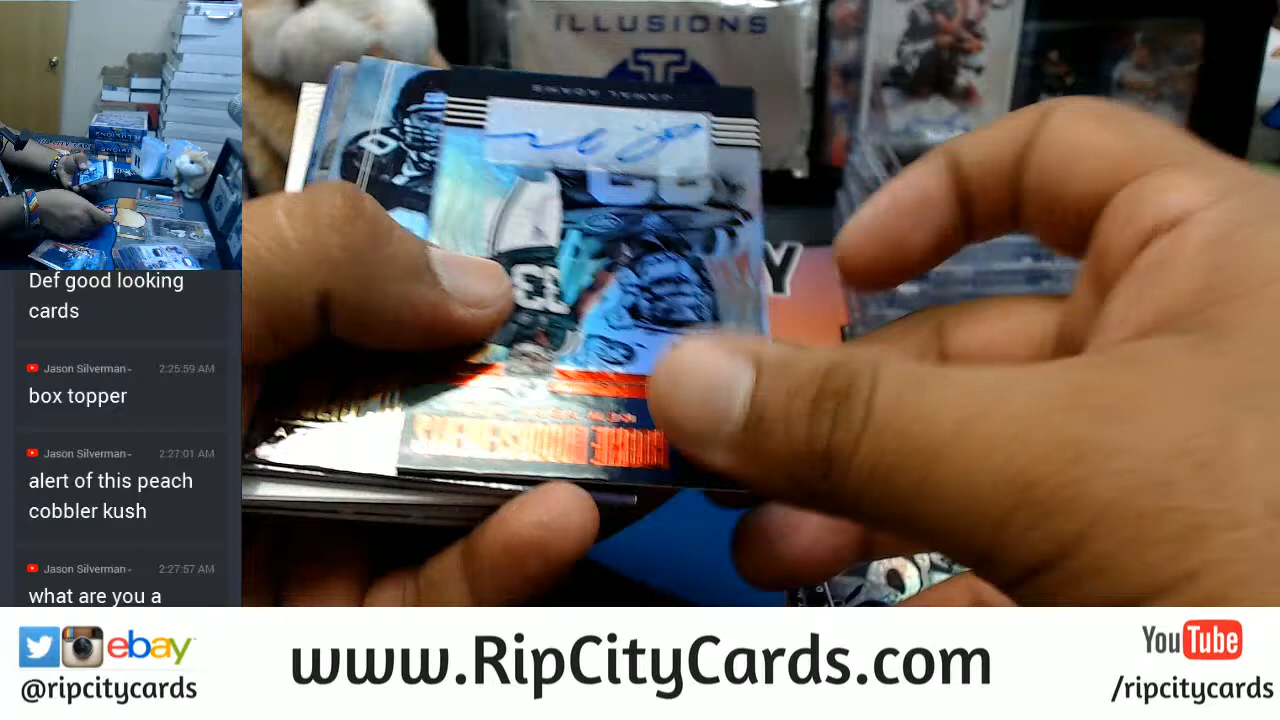 ILLUSIONS
Y
33
Def good looking
cards
Jason Silverman-
2:25:59 AM
box topper
Jason Silverman-
2:27:01 AM
alert of this peach
cobbler kush
Jason Silverman-
2:27:57 AM
what are you a
ebay
@ripcitycards
www.RipCityCards.com
YouTube
/ripcitycards